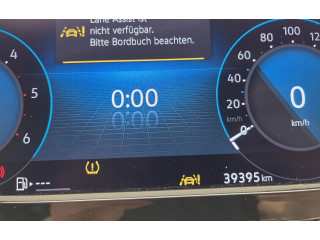 Lane Assist ist
nicht verfügbar.
Bitte Bordbuch beachten.
0:00
4
5
6
120
100
80
60
40
20
0
km/h
0
km/h
---
39395 km